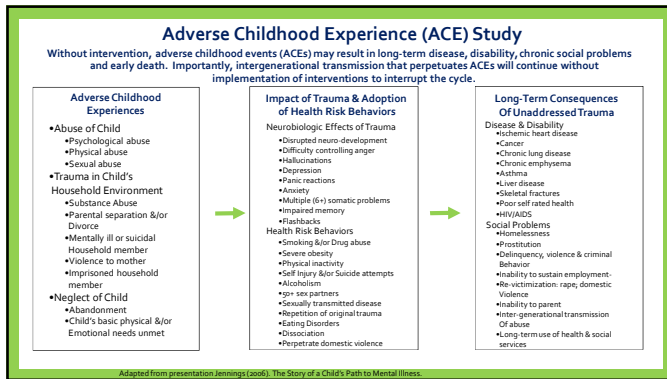 Adverse Childhood Experience (ACE) Study
Without intervention, adverse childhood events (ACEs) may result in long-term disease, disability, chronic social problems
and early death. Importantly, intergenerational transmission that perpetuates ACEs will continue without
implementation of interventions to interrupt the cycle.
Adverse Childhood
Experiences
•Abuse of Child
•Psychological abuse
•Physical abuse
•Sexual abuse
•Trauma in Child's
Household Environment
•Substance Abuse
•Parental separation &/or
Divorce
•Mentally ill or suicidal
Household member
•Violence to mother
•Imprisoned household
member
•Neglect of Child
•Abandonment
•Child's basic physical &/or
Emotional needs unmet
Impact of Trauma & Adoption
of Health Risk Behaviors
Neurobiologic Effects of Trauma
•Disrupted neuro-development
•Difficulty controlling anger
•Hallucinations
•Depression
•Panic reactions
•Anxiety
•Multiple (6+) somatic problems
•Impaired memory
•Flashbacks
Health Risk Behaviors
•Smoking &/or Drug abuse
•Severe obesity
•Physical inactivity
•Self Injury &/or Suicide attempts
•Alcoholism
•50+ sex partners
•Sexually transmitted disease
•Repetition of original trauma
•Eating Disorders
•Dissociation
•Perpetrate domestic violence
Long-Term Consequences
Of Unaddressed Trauma
Disease & Disability
•Ischemic heart disease
•Cancer
•Chronic lung disease
•Chronic emphysema
•Asthma
•Liver disease
•Skeletal fractures
•Poor self rated health
•HIV/AIDS
Social Problems
•Homelessness
•Prostitution
•Delinquency, violence & criminal
Behavior
•Inability to sustain employment-
•Re-victimization: rape; domestic
Violence
•Inability to parent
•Inter-generational transmission
Of abuse
•Long-term use of health & social
services
Adapted from presentation Jennings (2006). The Story of a Child's Path to Mental Illness.